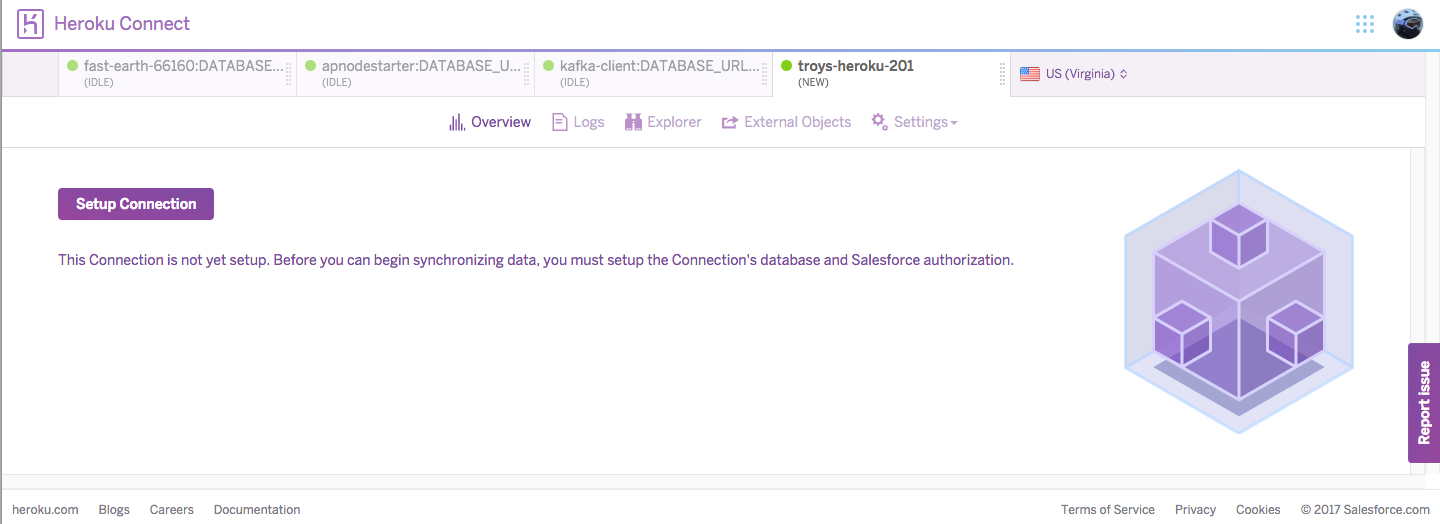 Heroku Connect
fast-earth-66160:DATABASE...
(IDLE)
apnodestarter:DATABASE_U...
(IDLE)
kafka-client:DATABASE_URL...
(IDLE)
troys-heroku-201
(NEW)
US (Virginia)
Overview
Logs
Explorer
External Objects
Settings
Setup Connection
This Connection is not yet setup. Before you can begin synchronizing data, you must setup the Connection's database and Salesforce authorization.
Report issue
heroku.com
Blogs
Careers
Documentation
Terms of Service
Privacy
Cookies
© 2017 Salesforce.com